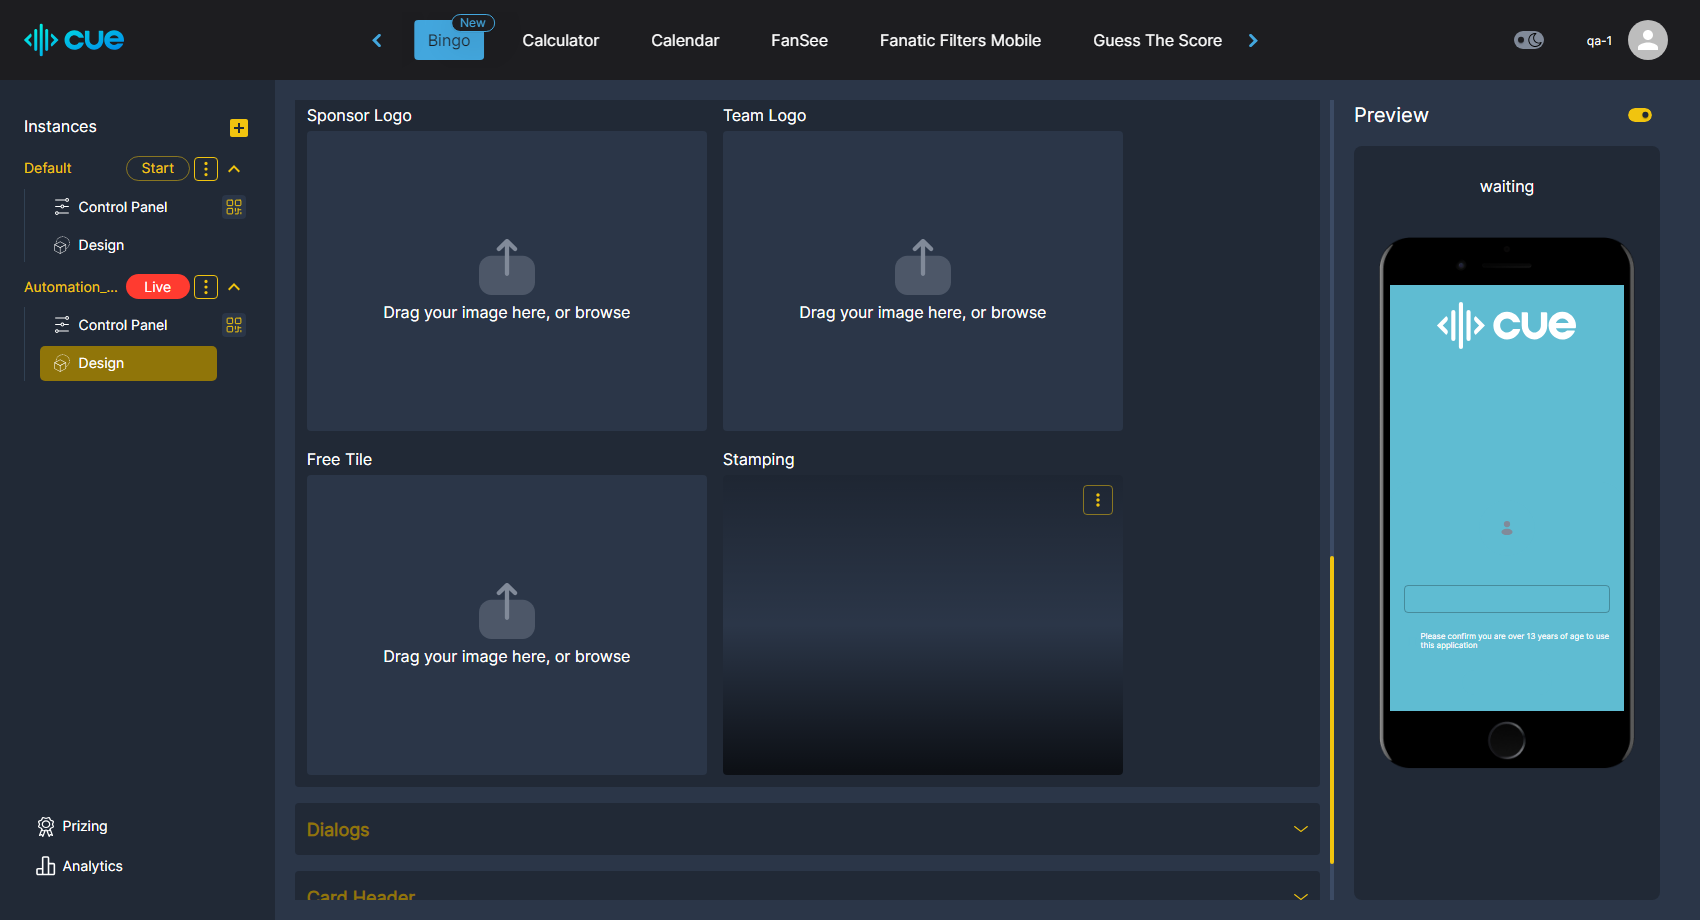 cue
New
Bingo
Calculator
Calendar
FanSee
Fanatic Filters Mobile
Guess The Score
qa-1
Instances
Default
Start
Control Panel
Design
Automation_...
Live
Control Panel
Design
Prizing
Analytics
Sponsor Logo
Team Logo
Drag your image here, or browse
Drag your image here, or browse
Free Tile
Stamping
Drag your image here, or browse
Dialogs
Card Header
Preview
waiting
cue
Please confirm you are over 13 years of age to use
this application